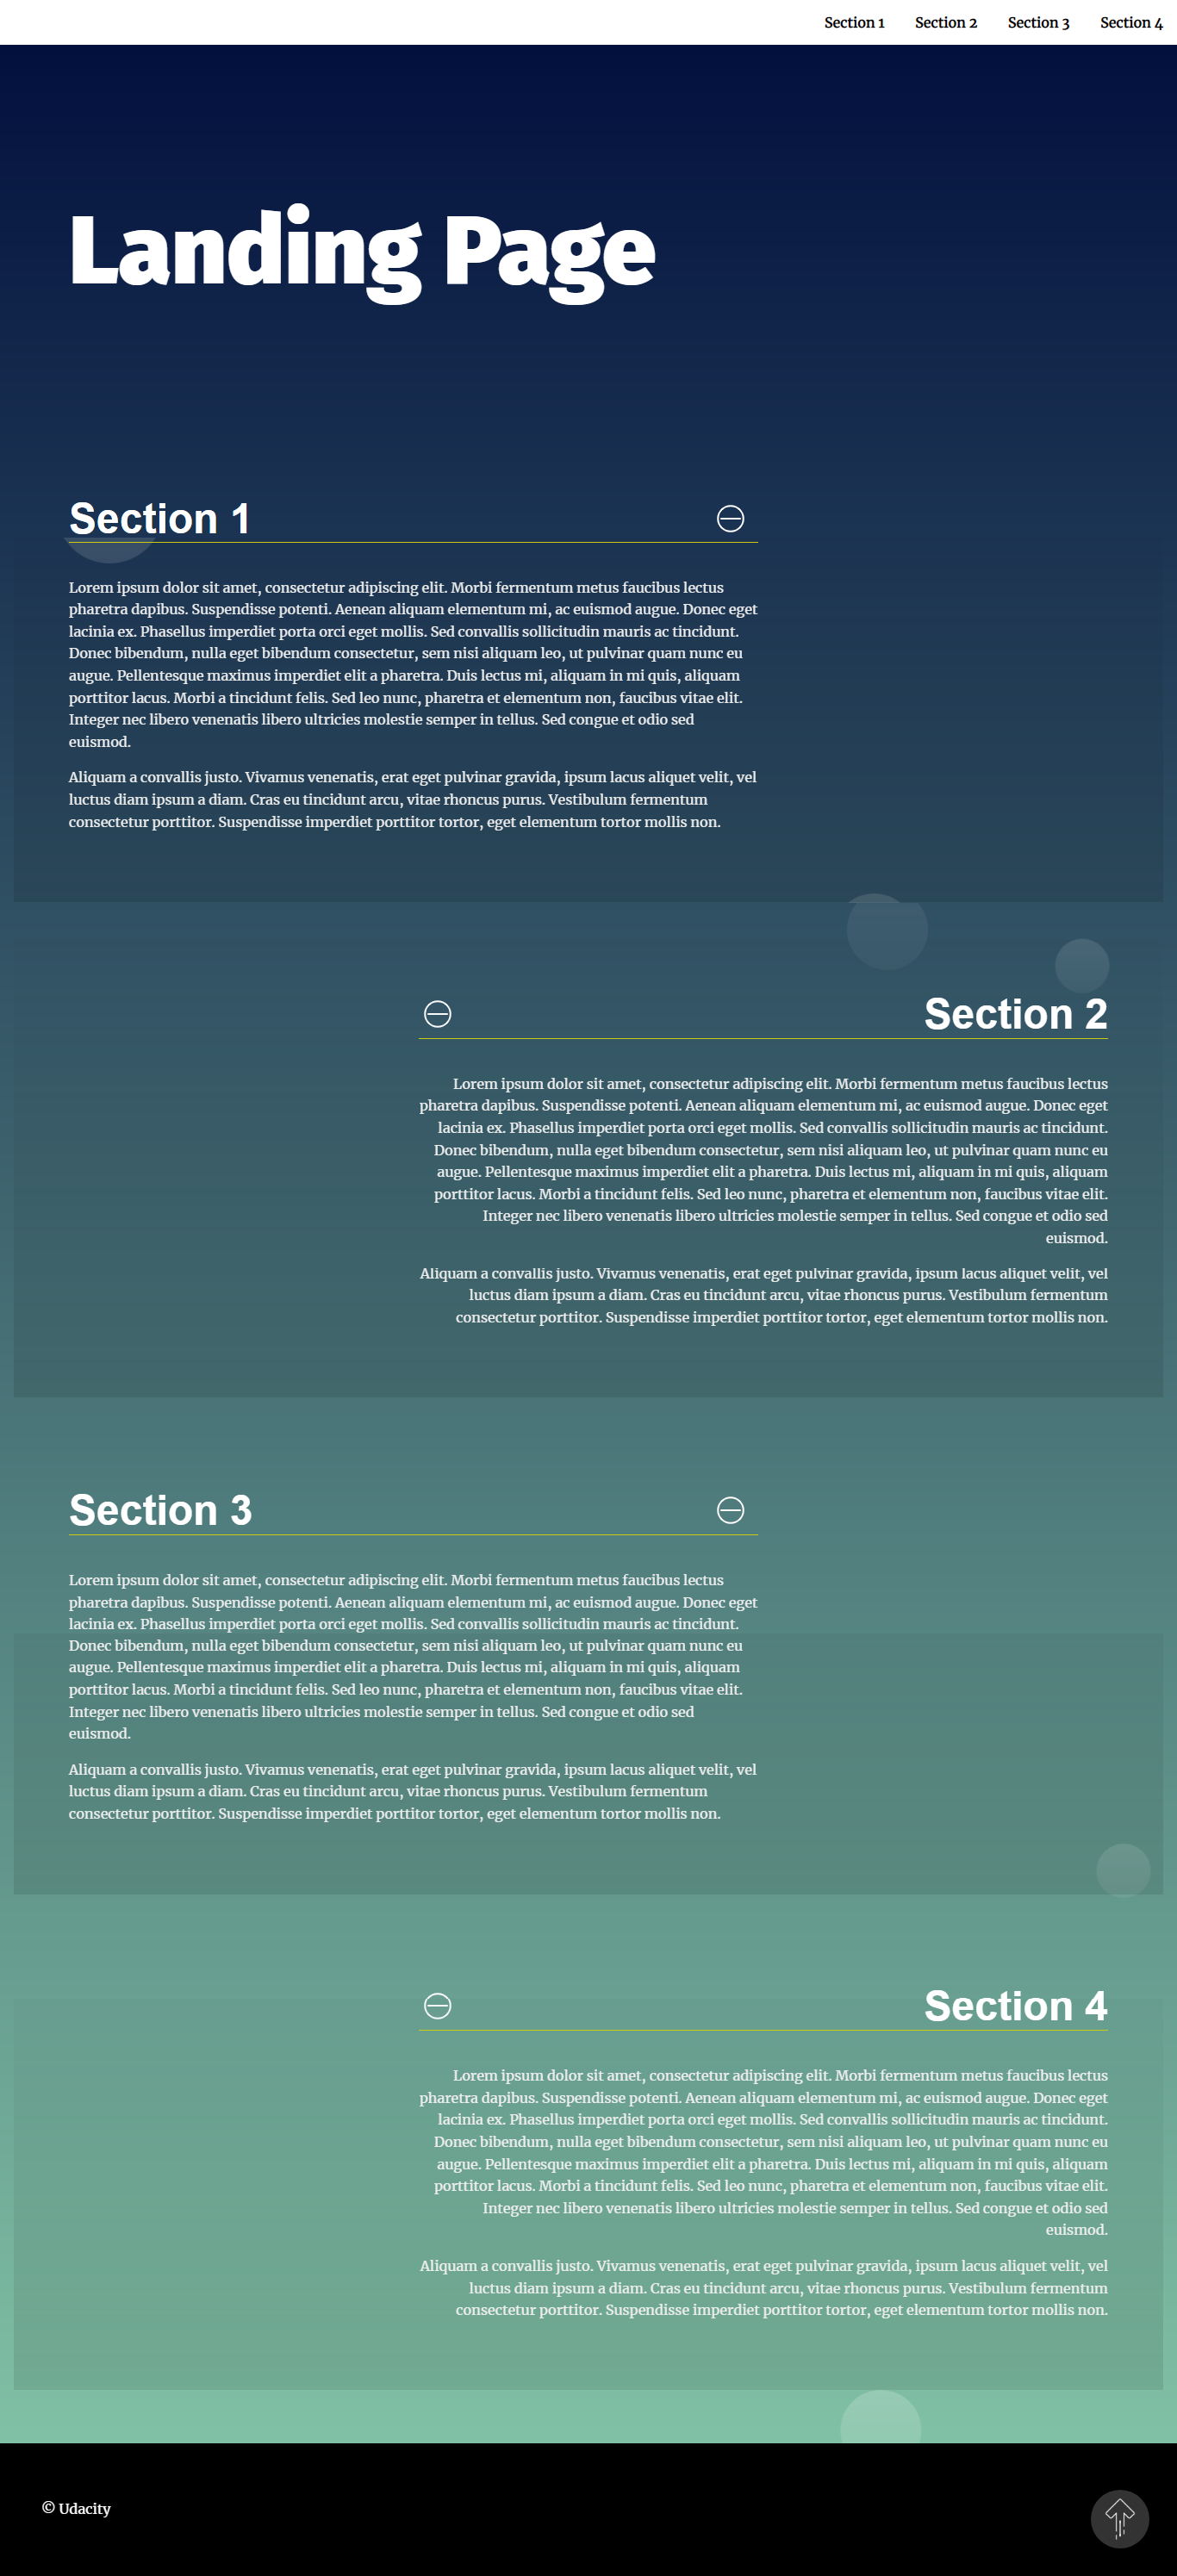 Section 1 Section 2 Section 3 Section 4
Landing Page
Section 1
Lorem ipsum dolor sit amet, consectetur adipiscing elit. Morbi fermentum metus faucibus lectus
pharetra dapibus. Suspendisse potenti. Aenean aliquam elementum mi, ac euismod augue. Donec eget
lacinia ex. Phasellus imperdiet porta orci eget mollis. Sed convallis sollicitudin mauris ac tincidunt.
Donec bibendum, nulla eget bibendum consectetur, sem nisi aliquam leo, ut pulvinar quam nunc eu
augue. Pellentesque maximus imperdiet elit a pharetra. Duis lectus mi, aliquam in mi quis, aliquam
porttitor lacus. Morbi a tincidunt felis. Sed leo nunc, pharetra et elementum non, faucibus vitae elit.
Integer nec libero venenatis libero ultricies molestie semper in tellus. Sed congue et odio sed
euismod.
Aliquam a convallis justo. Vivamus venenatis, erat eget pulvinar gravida, ipsum lacus aliquet velit, vel
luctus diam ipsum a diam. Cras eu tincidunt arcu, vitae rhoncus purus. Vestibulum fermentum
consectetur porttitor. Suspendisse imperdiet porttitor tortor, eget elementum tortor mollis non.
Section 2
Lorem ipsum dolor sit amet, consectetur adipiscing elit. Morbi fermentum metus faucibus lectus
pharetra dapibus. Suspendisse potenti. Aenean aliquam elementum mi, ac euismod augue. Donec eget
lacinia ex. Phasellus imperdiet porta orci eget mollis. Sed convallis sollicitudin mauris ac tincidunt.
Donec bibendum, nulla eget bibendum consectetur, sem nisi aliquam leo, ut pulvinar quam nunc eu
augue. Pellentesque maximus imperdiet elit a pharetra. Duis lectus mi, aliquam in mi quis, aliquam
porttitor lacus. Morbi a tincidunt felis. Sed leo nunc, pharetra et elementum non, faucibus vitae elit.
Integer nec libero venenatis libero ultricies molestie semper in tellus. Sed congue et odio sed
euismod.
Aliquam a convallis justo. Vivamus venenatis, erat eget pulvinar gravida, ipsum lacus aliquet velit, vel
luctus diam ipsum a diam. Cras eu tincidunt arcu, vitae rhoncus purus. Vestibulum fermentum
consectetur porttitor. Suspendisse imperdiet porttitor tortor, eget elementum tortor mollis non.
Section 3
Lorem ipsum dolor sit amet, consectetur adipiscing elit. Morbi fermentum metus faucibus lectus
pharetra dapibus. Suspendisse potenti. Aenean aliquam elementum mi, ac euismod augue. Donec eget
lacinia ex. Phasellus imperdiet porta orci eget mollis. Sed convallis sollicitudin mauris ac tincidunt.
Donec bibendum, nulla eget bibendum consectetur, sem nisi aliquam leo, ut pulvinar quam nunc eu
augue. Pellentesque maximus imperdiet elit a pharetra. Duis lectus mi, aliquam in mi quis, aliquam
porttitor lacus. Morbi a tincidunt felis. Sed leo nunc, pharetra et elementum non, faucibus vitae elit.
Integer nec libero venenatis libero ultricies molestie semper in tellus. Sed congue et odio sed
euismod.
Aliquam a convallis justo. Vivamus venenatis, erat eget pulvinar gravida, ipsum lacus aliquet velit, vel
luctus diam ipsum a diam. Cras eu tincidunt arcu, vitae rhoncus purus. Vestibulum fermentum
consectetur porttitor. Suspendisse imperdiet porttitor tortor, eget elementum tortor mollis non.
Section 4
Lorem ipsum dolor sit amet, consectetur adipiscing elit. Morbi fermentum metus faucibus lectus
pharetra dapibus. Suspendisse potenti. Aenean aliquam elementum mi, ac euismod augue. Donec eget
lacinia ex. Phasellus imperdiet porta orci eget mollis. Sed convallis sollicitudin mauris ac tincidunt.
Donec bibendum, nulla eget bibendum consectetur, sem nisi aliquam leo, ut pulvinar quam nunc eu
augue. Pellentesque maximus imperdiet elit a pharetra. Duis lectus mi, aliquam in mi quis, aliquam
porttitor lacus. Morbi a tincidunt felis. Sed leo nunc, pharetra et elementum non, faucibus vitae elit.
Integer nec libero venenatis libero ultricies molestie semper in tellus. Sed congue et odio sed
euismod.
Aliquam a convallis justo. Vivamus venenatis, erat eget pulvinar gravida, ipsum lacus aliquet velit, vel
luctus diam ipsum a diam. Cras eu tincidunt arcu, vitae rhoncus purus. Vestibulum fermentum
consectetur porttitor. Suspendisse imperdiet porttitor tortor, eget elementum tortor mollis non.
© Udacity